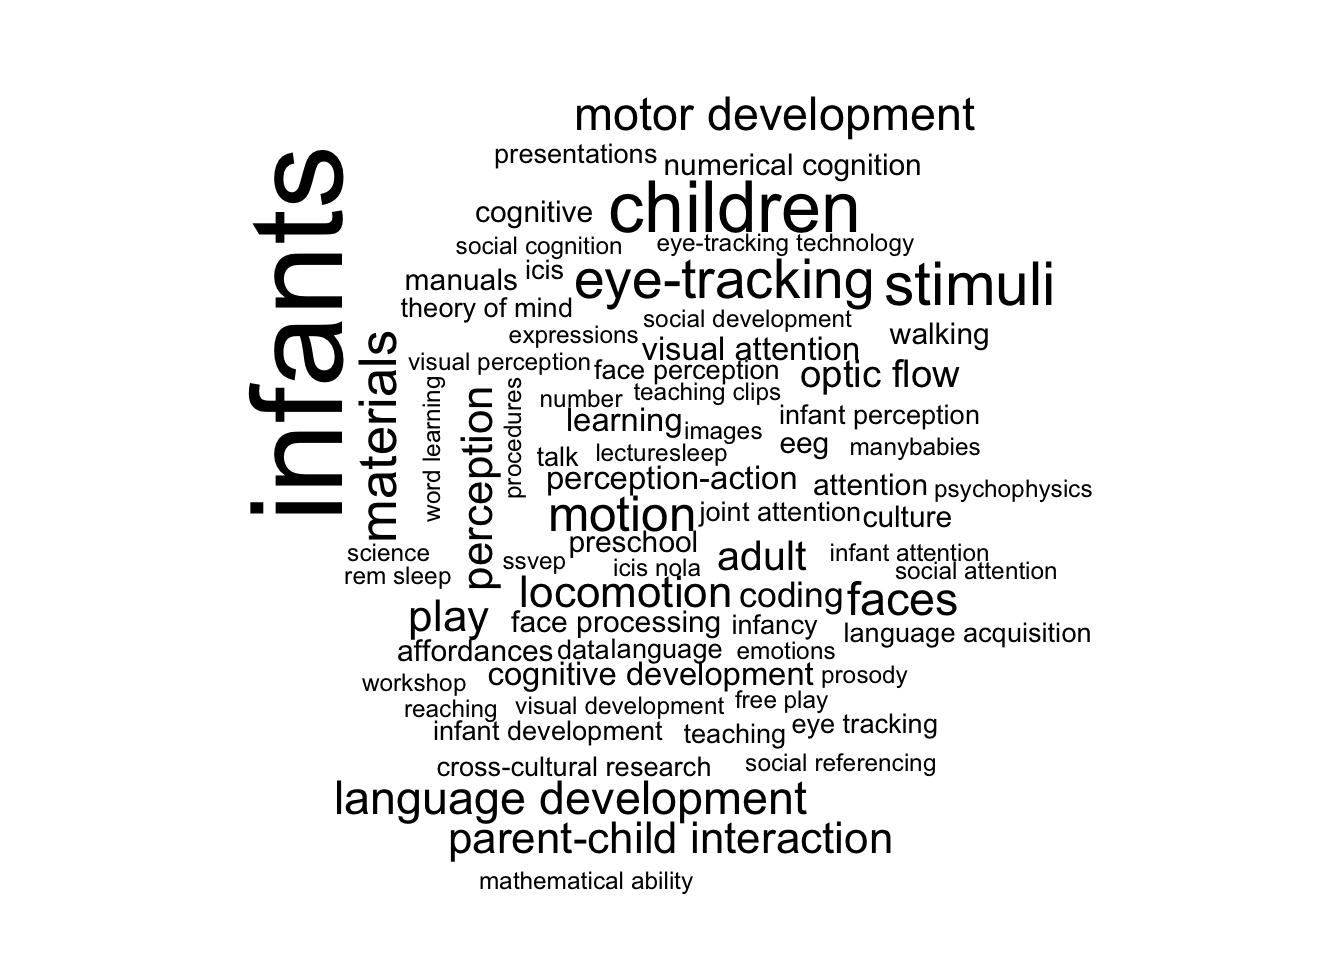 motor development
presentations
numerical cognition
infants
children
cognitive
social cognition
eye-tracking technology
manuals
icis
eye-tracking
stimuli
theory of mind
social development
expressions
walking
materials
visual attention
visual perception
face perception
optic flow
word learning
perception
procedures
number
teaching clips
learning
images
infant perception
eeg
manybabies
talk
lecture
sleep
perception-action
attention
psychophysics
motion
joint attention
culture
preschool
science
ssvep
icis nola
adult
infant attention
rem sleep
social attention
locomotion
coding
faces
play
face processing
infancy
language acquisition
affordances
data
language
emotions
cognitive development
prosody
workshop
reaching
visual development
free play
infant development
teaching
eye tracking
cross-cultural research
social referencing
language development
parent-child interaction
mathematical ability